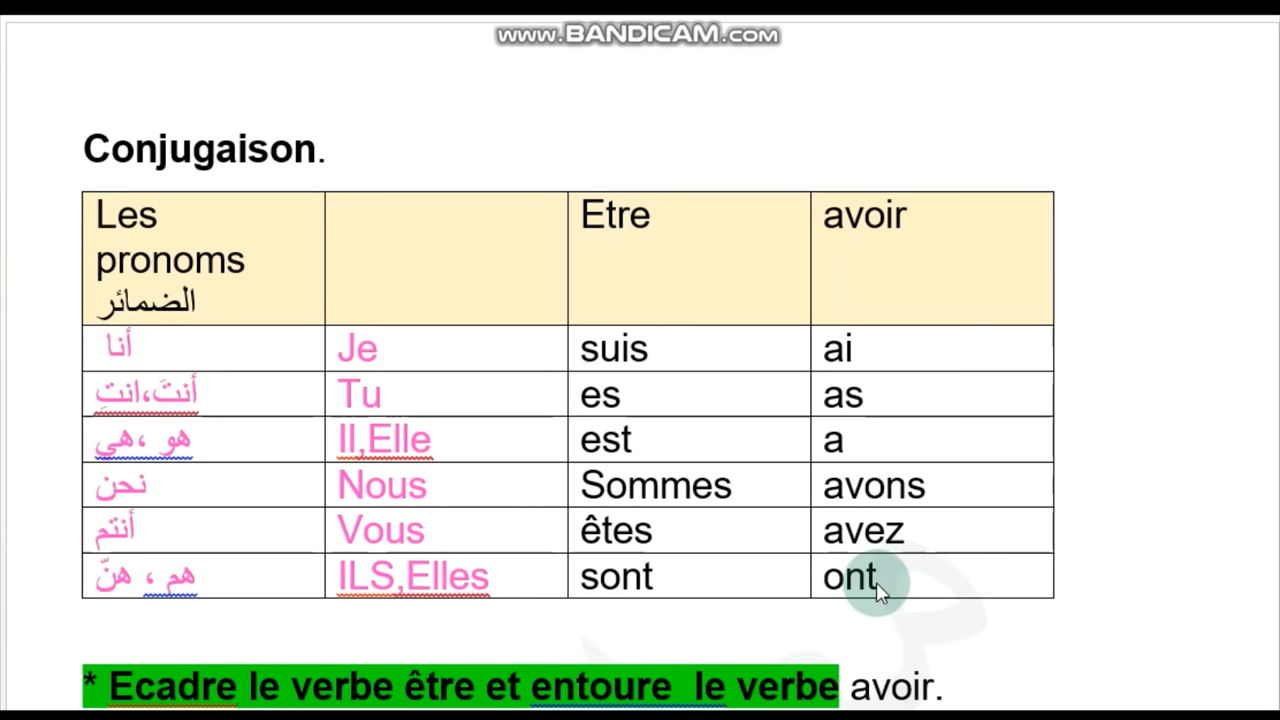 www.BANDICAM.com
Conjugaison.
Les pronoms الضمائر Etre avoir
أنا Je suis ai
أنتَ،انتِ Tu es as
هو ،هي Il,Elle est a
نحن Nous Sommes avons
أنتم Vous êtes avez
هم ، هنّ ILS,Elles sont ont
* Ecadre le verbe être et entoure le verbe avoir.